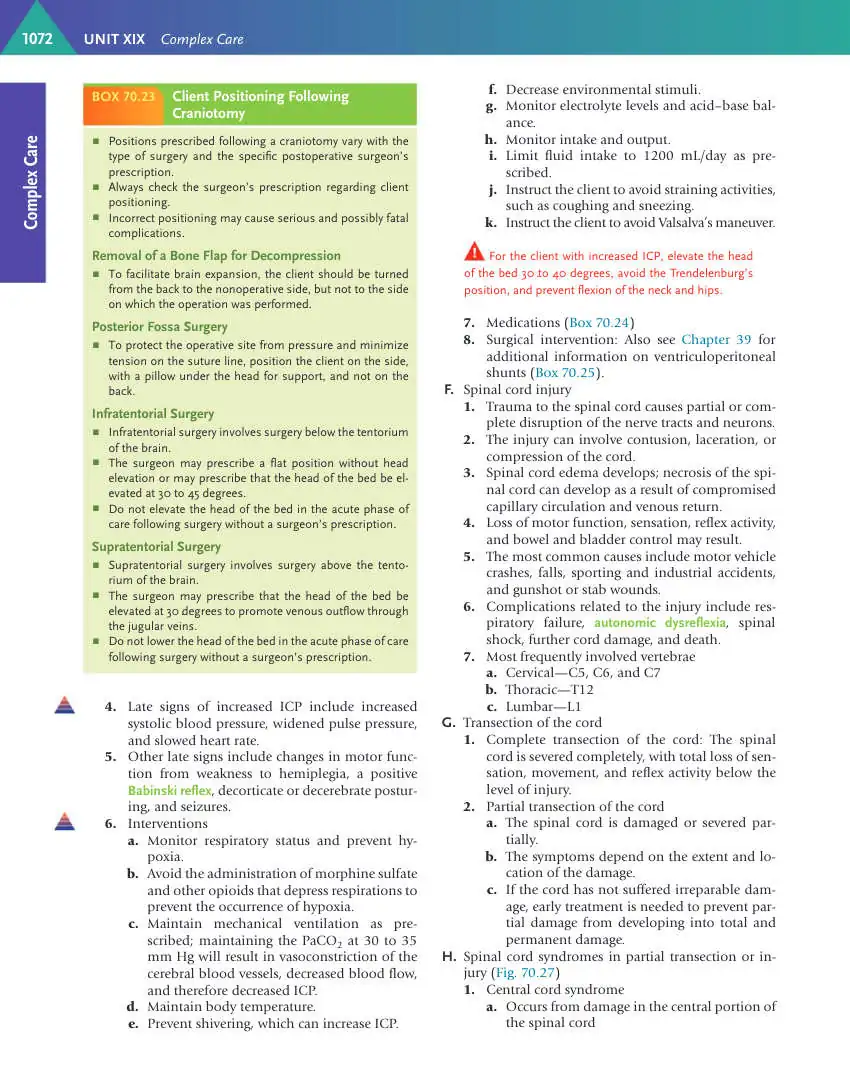 1072 UNIT XIX Complex Care
Complex Care
BOX 70.23 Client Positioning Following
Craniotomy
■ Positions prescribed following a craniotomy vary with the
type of surgery and the specific postoperative surgeon's
prescription.
■ Always check the surgeon's prescription regarding client
positioning.
■ Incorrect positioning may cause serious and possibly fatal
complications.
Removal of a Bone Flap for Decompression
■ To facilitate brain expansion, the client should be turned
from the back to the nonoperative side, but not to the side
on which the operation was performed.
Posterior Fossa Surgery
■ To protect the operative site from pressure and minimize
tension on the suture line, position the client on the side,
with a pillow under the head for support, and not on the
back.
Infratentorial Surgery
■ Infratentorial surgery involves surgery below the tentorium
of the brain.
■ The surgeon may prescribe a flat position without head
elevation or may prescribe that the head of the bed be el-
evated at 30 to 45 degrees.
■ Do not elevate the head of the bed in the acute phase of
care following surgery without a surgeon's prescription.
Supratentorial Surgery
■ Supratentorial surgery involves surgery above the tento-
rium of the brain.
■ The surgeon may prescribe that the head of the bed be
elevated at 30 degrees to promote venous outflow through
the jugular veins.
■ Do not lower the head of the bed in the acute phase of care
following surgery without a surgeon's prescription.
4. Late signs of increased ICP include increased
systolic blood pressure, widened pulse pressure,
and slowed heart rate.
5. Other late signs include changes in motor func-
tion from weakness to hemiplegia, a positive
Babinski reflex, decorticate or decerebrate postur-
ing, and seizures.
6. Interventions
a. Monitor respiratory status and prevent hy-
poxia.
b. Avoid the administration of morphine sulfate
and other opioids that depress respirations to
prevent the occurrence of hypoxia.
c. Maintain mechanical ventilation as pre-
scribed; maintaining the PaCO2 at 30 to 35
mm Hg will result in vasoconstriction of the
cerebral blood vessels, decreased blood flow,
and therefore decreased ICP.
d. Maintain body temperature.
e. Prevent shivering, which can increase ICP.
f. Decrease environmental stimuli.
g. Monitor electrolyte levels and acid–base bal-
ance.
h. Monitor intake and output.
i. Limit fluid intake to 1200 mL/day as pre-
scribed.
j. Instruct the client to avoid straining activities,
such as coughing and sneezing.
k. Instruct the client to avoid Valsalva's maneuver.
For the client with increased ICP, elevate the head
of the bed 30 to 40 degrees, avoid the Trendelenburg's
position, and prevent flexion of the neck and hips.
7. Medications (Box 70.24)
8. Surgical intervention: Also see Chapter 39 for
additional information on ventriculoperitoneal
shunts (Box 70.25).
F. Spinal cord injury
1. Trauma to the spinal cord causes partial or com-
plete disruption of the nerve tracts and neurons.
2. The injury can involve contusion, laceration, or
compression of the cord.
3. Spinal cord edema develops; necrosis of the spi-
nal cord can develop as a result of compromised
capillary circulation and venous return.
4. Loss of motor function, sensation, reflex activity,
and bowel and bladder control may result.
5. The most common causes include motor vehicle
crashes, falls, sporting and industrial accidents,
and gunshot or stab wounds.
6. Complications related to the injury include res-
piratory failure, autonomic dysreflexia, spinal
shock, further cord damage, and death.
7. Most frequently involved vertebrae
a. Cervical—C5, C6, and C7
b. Thoracic—T12
c. Lumbar—L1
G. Transection of the cord
1. Complete transection of the cord: The spinal
cord is severed completely, with total loss of sen-
sation, movement, and reflex activity below the
level of injury.
2. Partial transection of the cord
a. The spinal cord is damaged or severed par-
tially.
b. The symptoms depend on the extent and lo-
cation of the damage.
c. If the cord has not suffered irreparable dam-
age, early treatment is needed to prevent par-
tial damage from developing into total and
permanent damage.
H. Spinal cord syndromes in partial transection or in-
jury (Fig. 70.27)
1. Central cord syndrome
a. Occurs from damage in the central portion of
the spinal cord